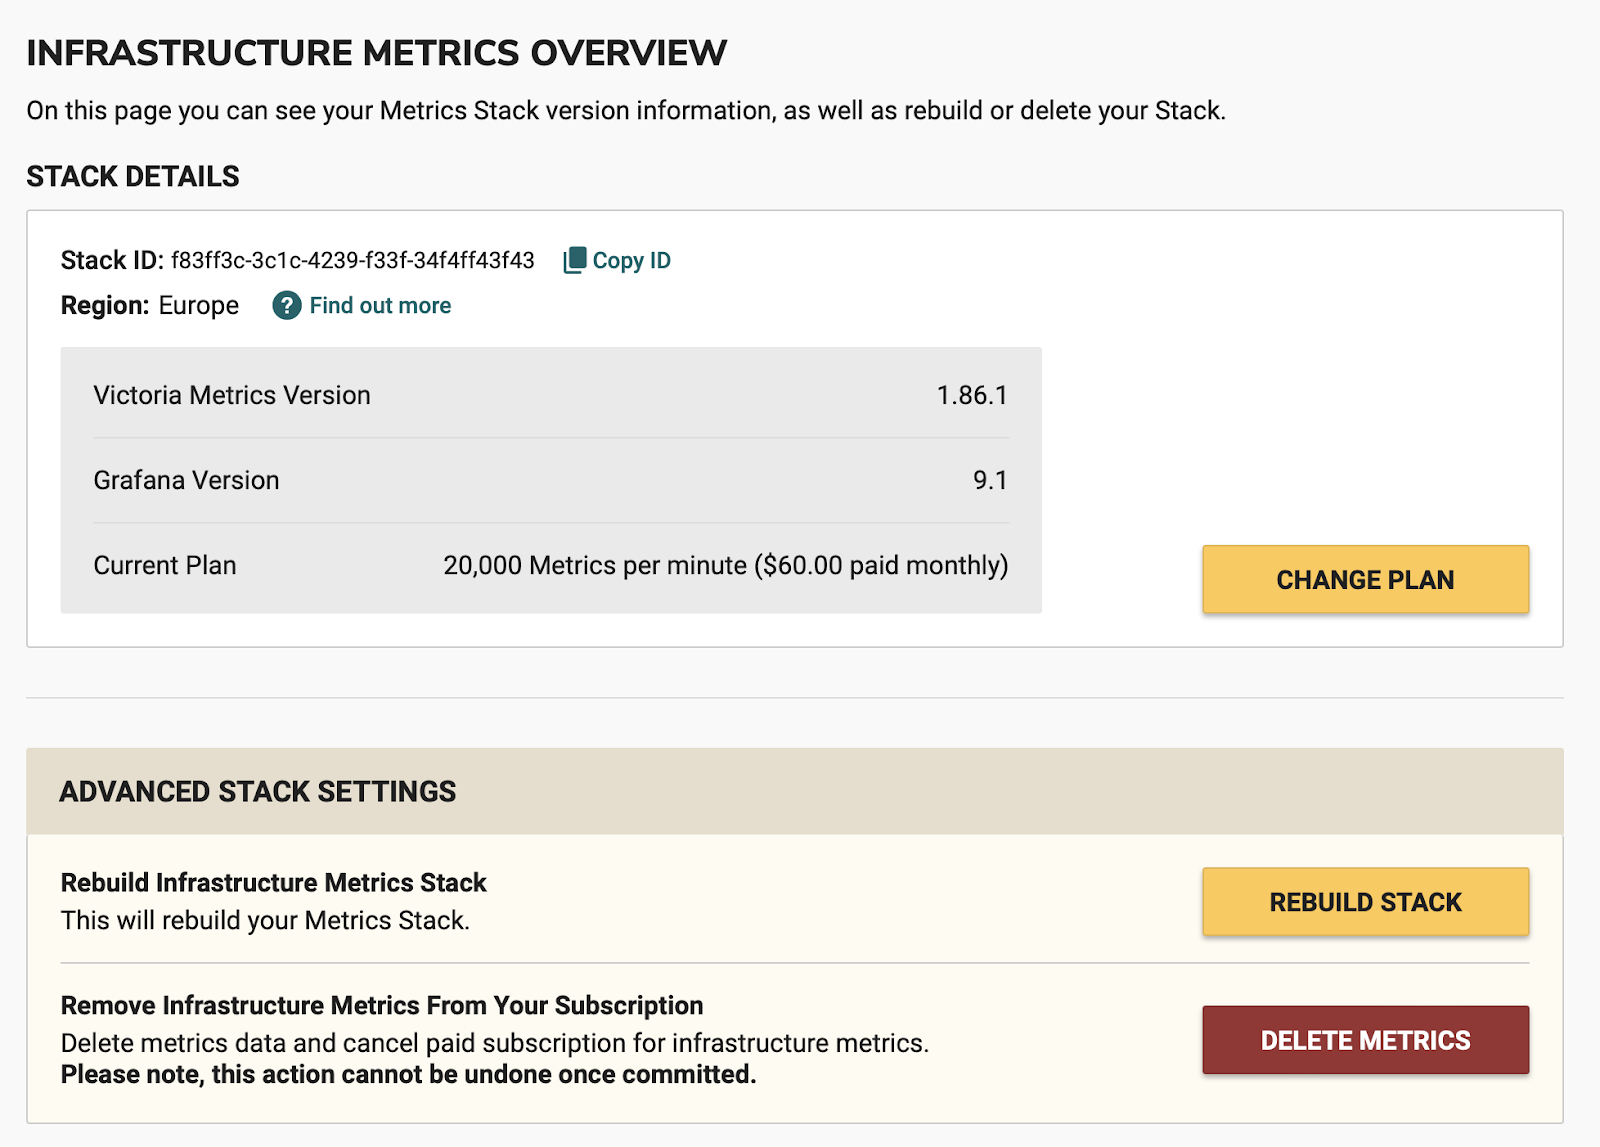 INFRASTRUCTURE METRICS OVERVIEW
On this page you can see your Metrics Stack version information, as well as rebuild or delete your Stack.
STACK DETAILS
Stack ID: f83ff3c-3c1c-4239-f33f-34f4ff43f43 Copy ID
Region: Europe ? Find out more
Victoria Metrics Version 1.86.1
Grafana Version 9.1
Current Plan 20,000 Metrics per minute ($60.00 paid monthly)
CHANGE PLAN
ADVANCED STACK SETTINGS
Rebuild Infrastructure Metrics Stack
This will rebuild your Metrics Stack.
REBUILD STACK
Remove Infrastructure Metrics From Your Subscription
Delete metrics data and cancel paid subscription for infrastructure metrics.
Please note, this action cannot be undone once committed.
DELETE METRICS